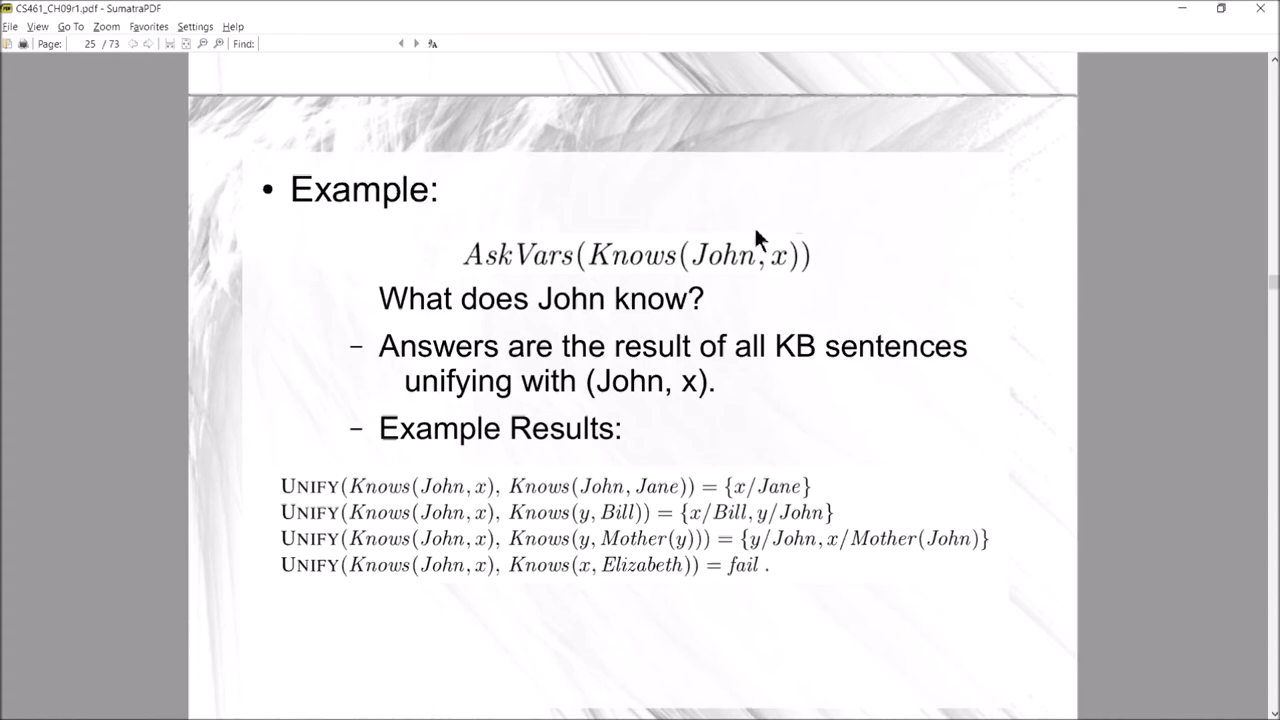 CS461_CH09r1.pdf - SumatraPDF
File View Go To Zoom Favorites Settings Help
Page: 25 / 73 Find:
• Example:
AskVars(Knows(John, x))
What does John know?
– Answers are the result of all KB sentences
unifying with (John, x).
– Example Results:
UNIFY(Knows(John, x), Knows(John, Jane)) = {x/Jane}
UNIFY(Knows(John, x), Knows(y, Bill)) = {x/Bill, y/John}
UNIFY(Knows(John, x), Knows(y, Mother(y))) = {y/John, x/Mother(John)}
UNIFY(Knows(John, x), Knows(x, Elizabeth)) = fail .